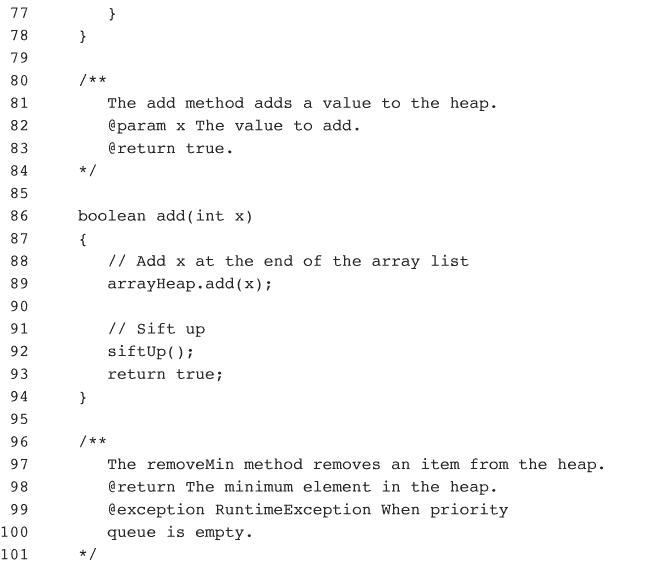 77         }
78      }
79
80      /**
81         The add method adds a value to the heap.
82         @param x The value to add.
83         @return true.
84      */
85
86      boolean add(int x)
87      {
88         // Add x at the end of the array list
89         arrayHeap.add(x);
90
91         // Sift up
92         siftUp();
93         return true;
94      }
95
96      /**
97         The removeMin method removes an item from the heap.
98         @return The minimum element in the heap.
99         @exception RuntimeException When priority
100        queue is empty.
101     */